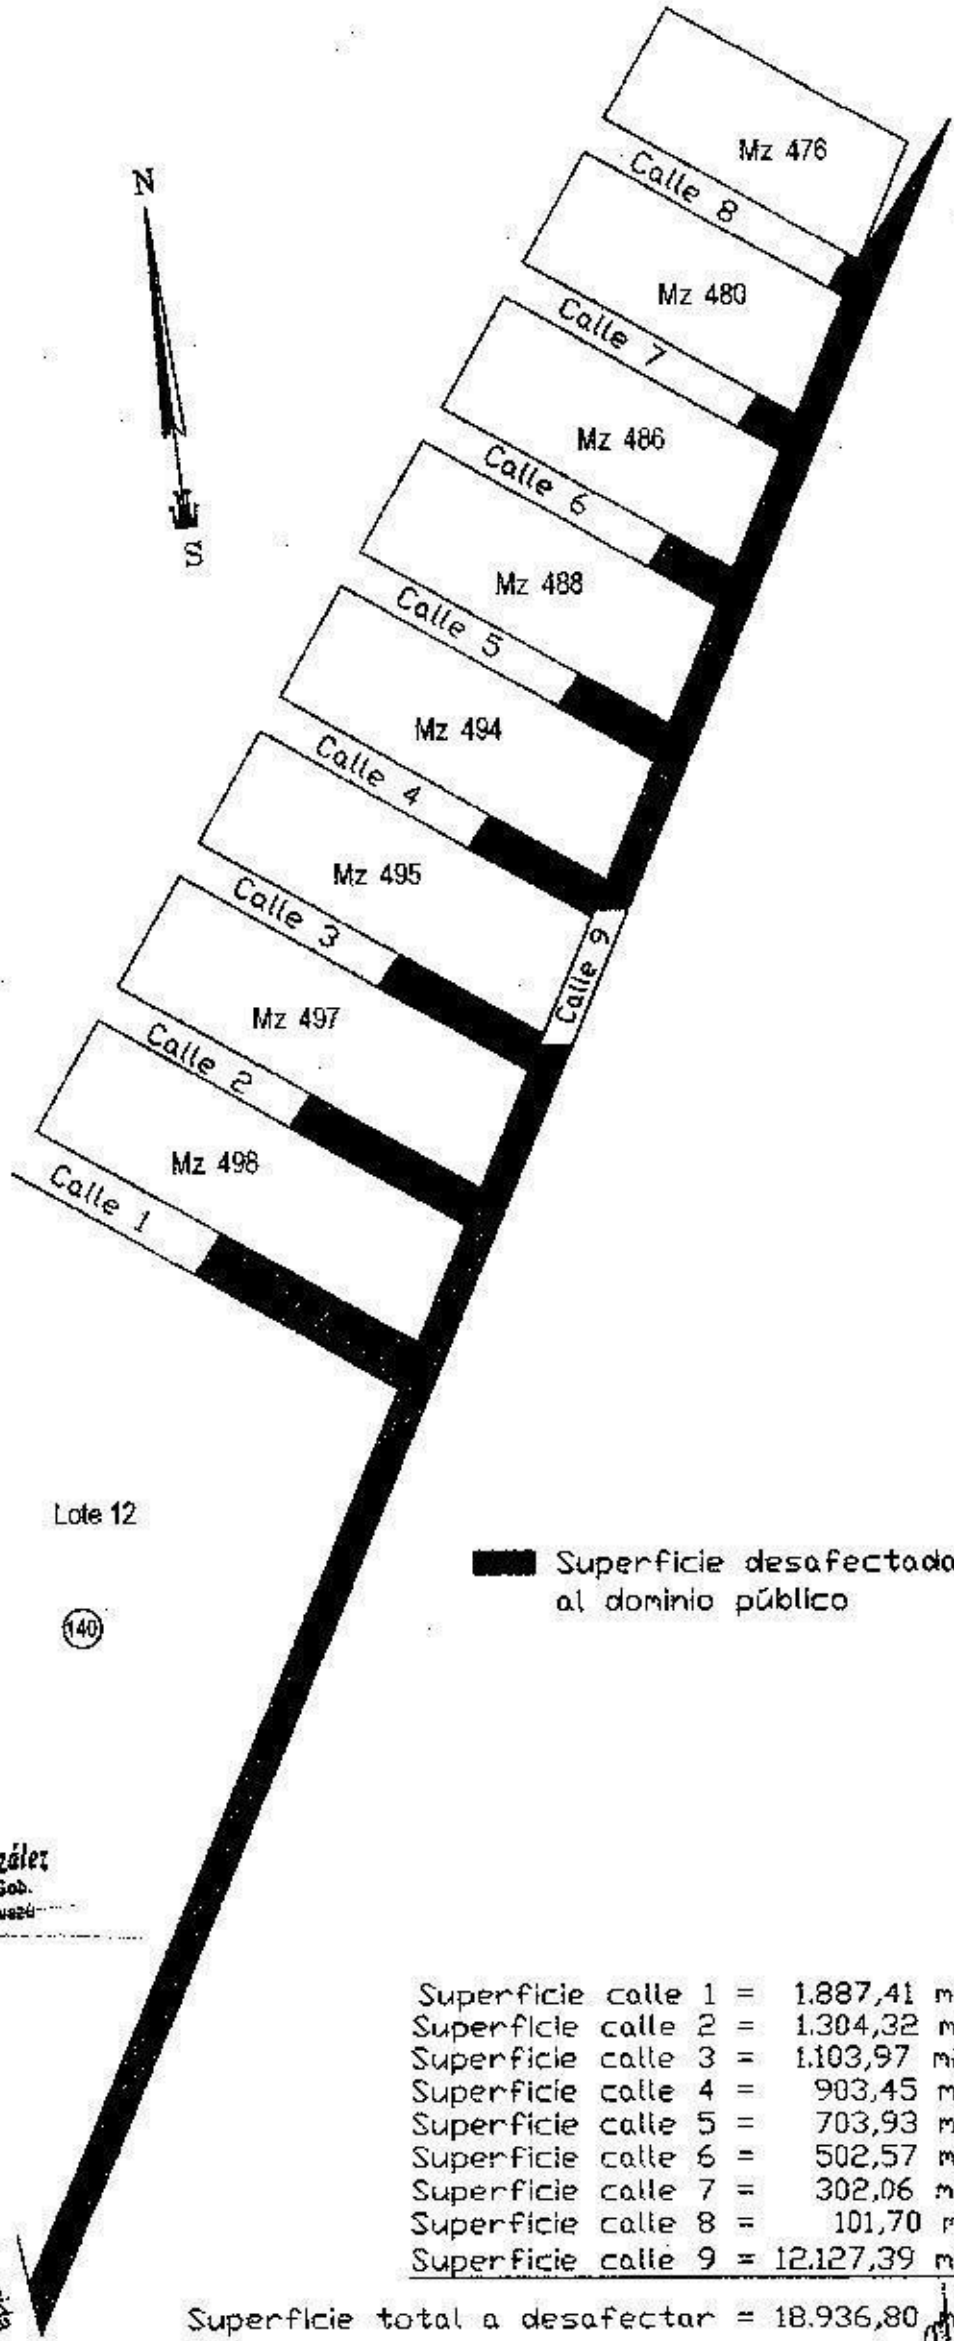 Mz 476
N
Calle 8
Mz 480
Calle 7
Mz 486
Calle 6
S
Mz 488
Calle 5
Mz 494
Calle 4
Mz 495
Calle 3
Calle 9
Mz 497
Calle 2
Mz 498
Calle 1
Lote 12
Superficie desafectada
al dominio público
140
Superficie calle 1 = 1.887,41 m
Superficie calle 2 = 1.304,32 m
Superficie calle 3 = 1.103,97 m
Superficie calle 4 = 903,45 m
Superficie calle 5 = 703,93 m
Superficie calle 6 = 502,57 m
Superficie calle 7 = 302,06 m
Superficie calle 8 = 101,70 m
Superficie calle 9 = 12.127,39 m
Superficie total a desafectar = 18.936,80